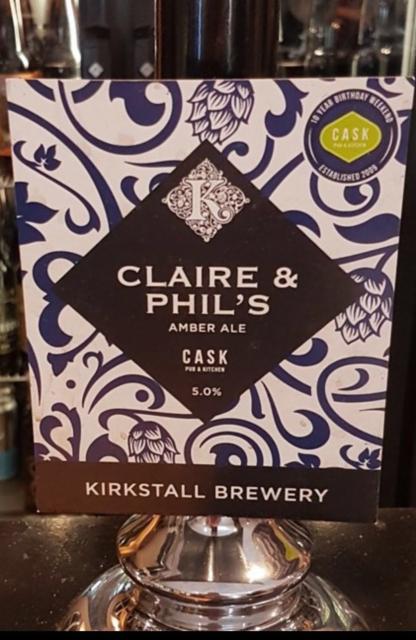 10 YEAR BIRTHDAY WEEKEND
CASK
PUB & KITCHEN
ESTABLISHED 2009
K
CLAIRE &
PHIL'S
AMBER ALE
CASK
PUB & KITCHEN
5.0%
KIRKSTALL BREWERY